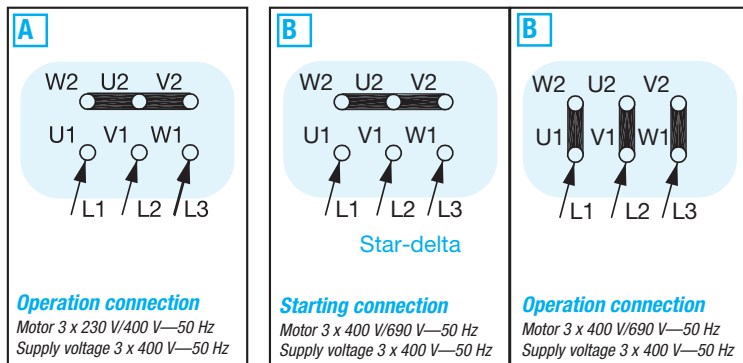 A
W2 U2 V2
U1 V1 W1
L1 L2 L3
Operation connection
Motor 3 x 230 V/400 V—50 Hz
Supply voltage 3 x 400 V—50 Hz
B
W2 U2 V2
U1 V1 W1
L1 L2 L3
Star-delta
Starting connection
Motor 3 x 400 V/690 V—50 Hz
Supply voltage 3 x 400 V—50 Hz
B
W2 U2 V2
U1 V1 W1
L1 L2 L3
Operation connection
Motor 3 x 400 V/690 V—50 Hz
Supply voltage 3 x 400 V—50 Hz